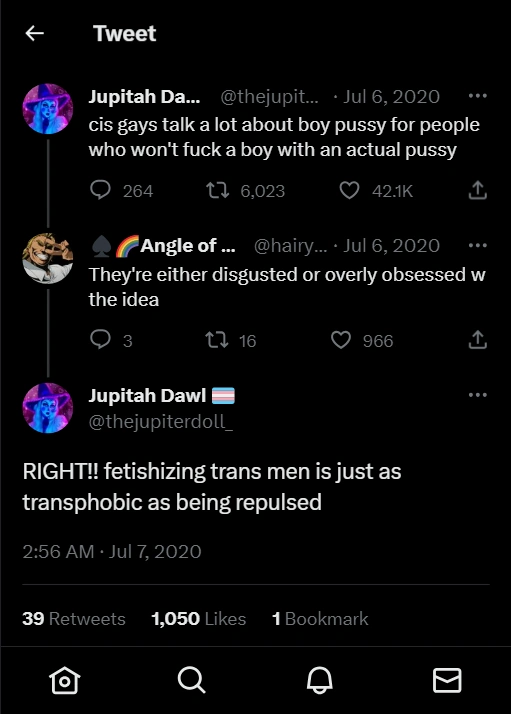 Tweet
Jupitah Da... @thejupit... · Jul 6, 2020
cis gays talk a lot about boy pussy for people
who won't fuck a boy with an actual pussy
264 6,023 42.1K
♠️🌈Angle of ... @hairy... · Jul 6, 2020
They're either disgusted or overly obsessed w
the idea
3 16 966
Jupitah Dawl 🏳️‍⚧️
@thejupiterdoll_
RIGHT!! fetishizing trans men is just as
transphobic as being repulsed
2:56 AM · Jul 7, 2020
39 Retweets 1,050 Likes 1 Bookmark